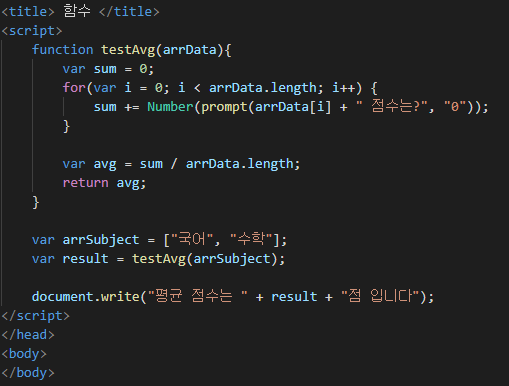 <title> 함수 </title>
<script>
    function testAvg(arrData){
        var sum = 0;
        for(var i = 0; i < arrData.length; i++) {
            sum += Number(prompt(arrData[i] + " 점수는?", "0"));
        }

        var avg = sum / arrData.length;
        return avg;
    }

    var arrSubject = ["국어", "수학"];
    var result = testAvg(arrSubject);

    document.write("평균 점수는 " + result + "점 입니다");
</script>
</head>
<body>
</body>